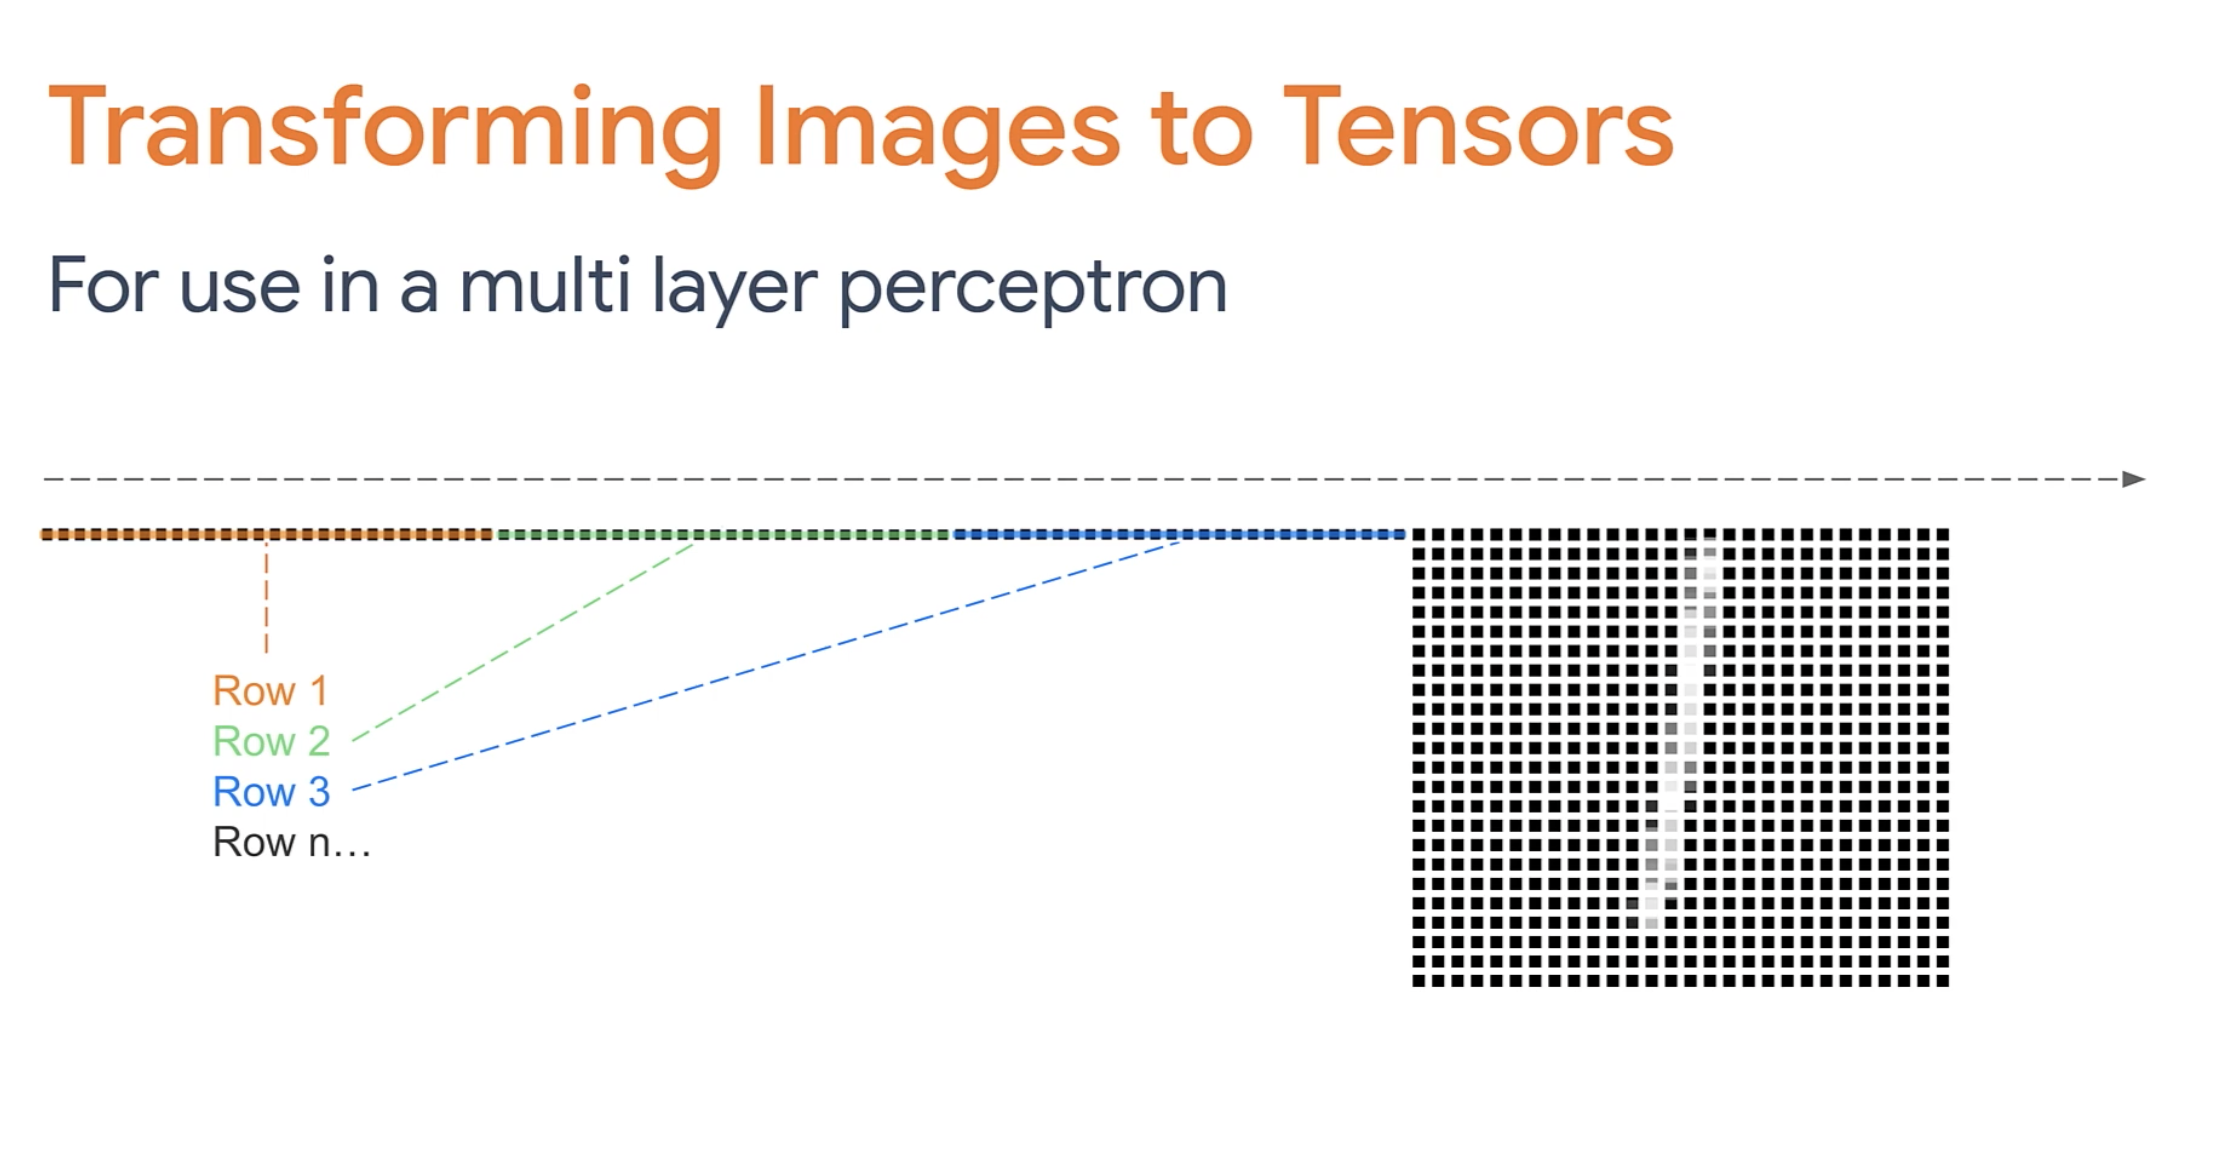 Transforming Images to Tensors
For use in a multi layer perceptron
Row 1
Row 2
Row 3
Row n...